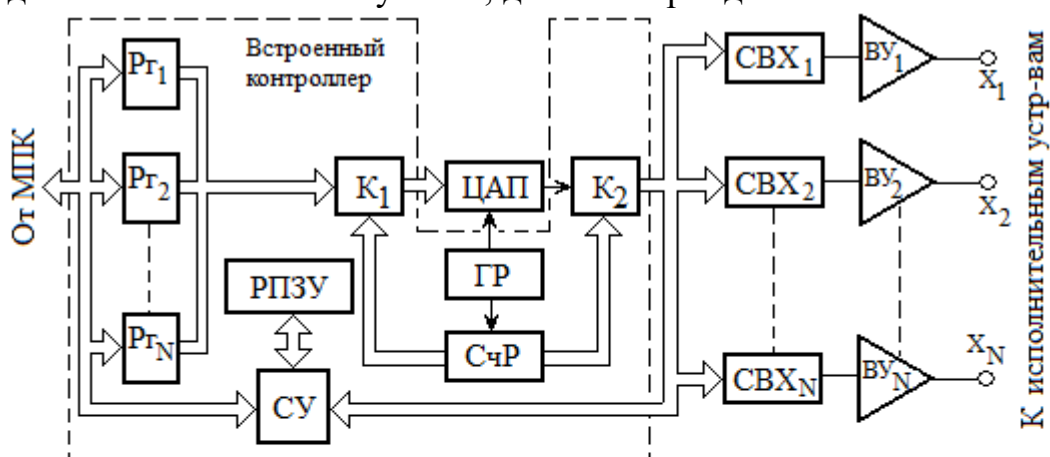 Встроенный
контроллер
От МПК
Рг1
Рг2
РгN
К1
ЦАП
К2
РПЗУ
ГР
СчР
СУ
СВХ1
ВУ1
X1
СВХ2
ВУ2
X2
СВХN
ВУN
XN
К исполнительным устр-вам